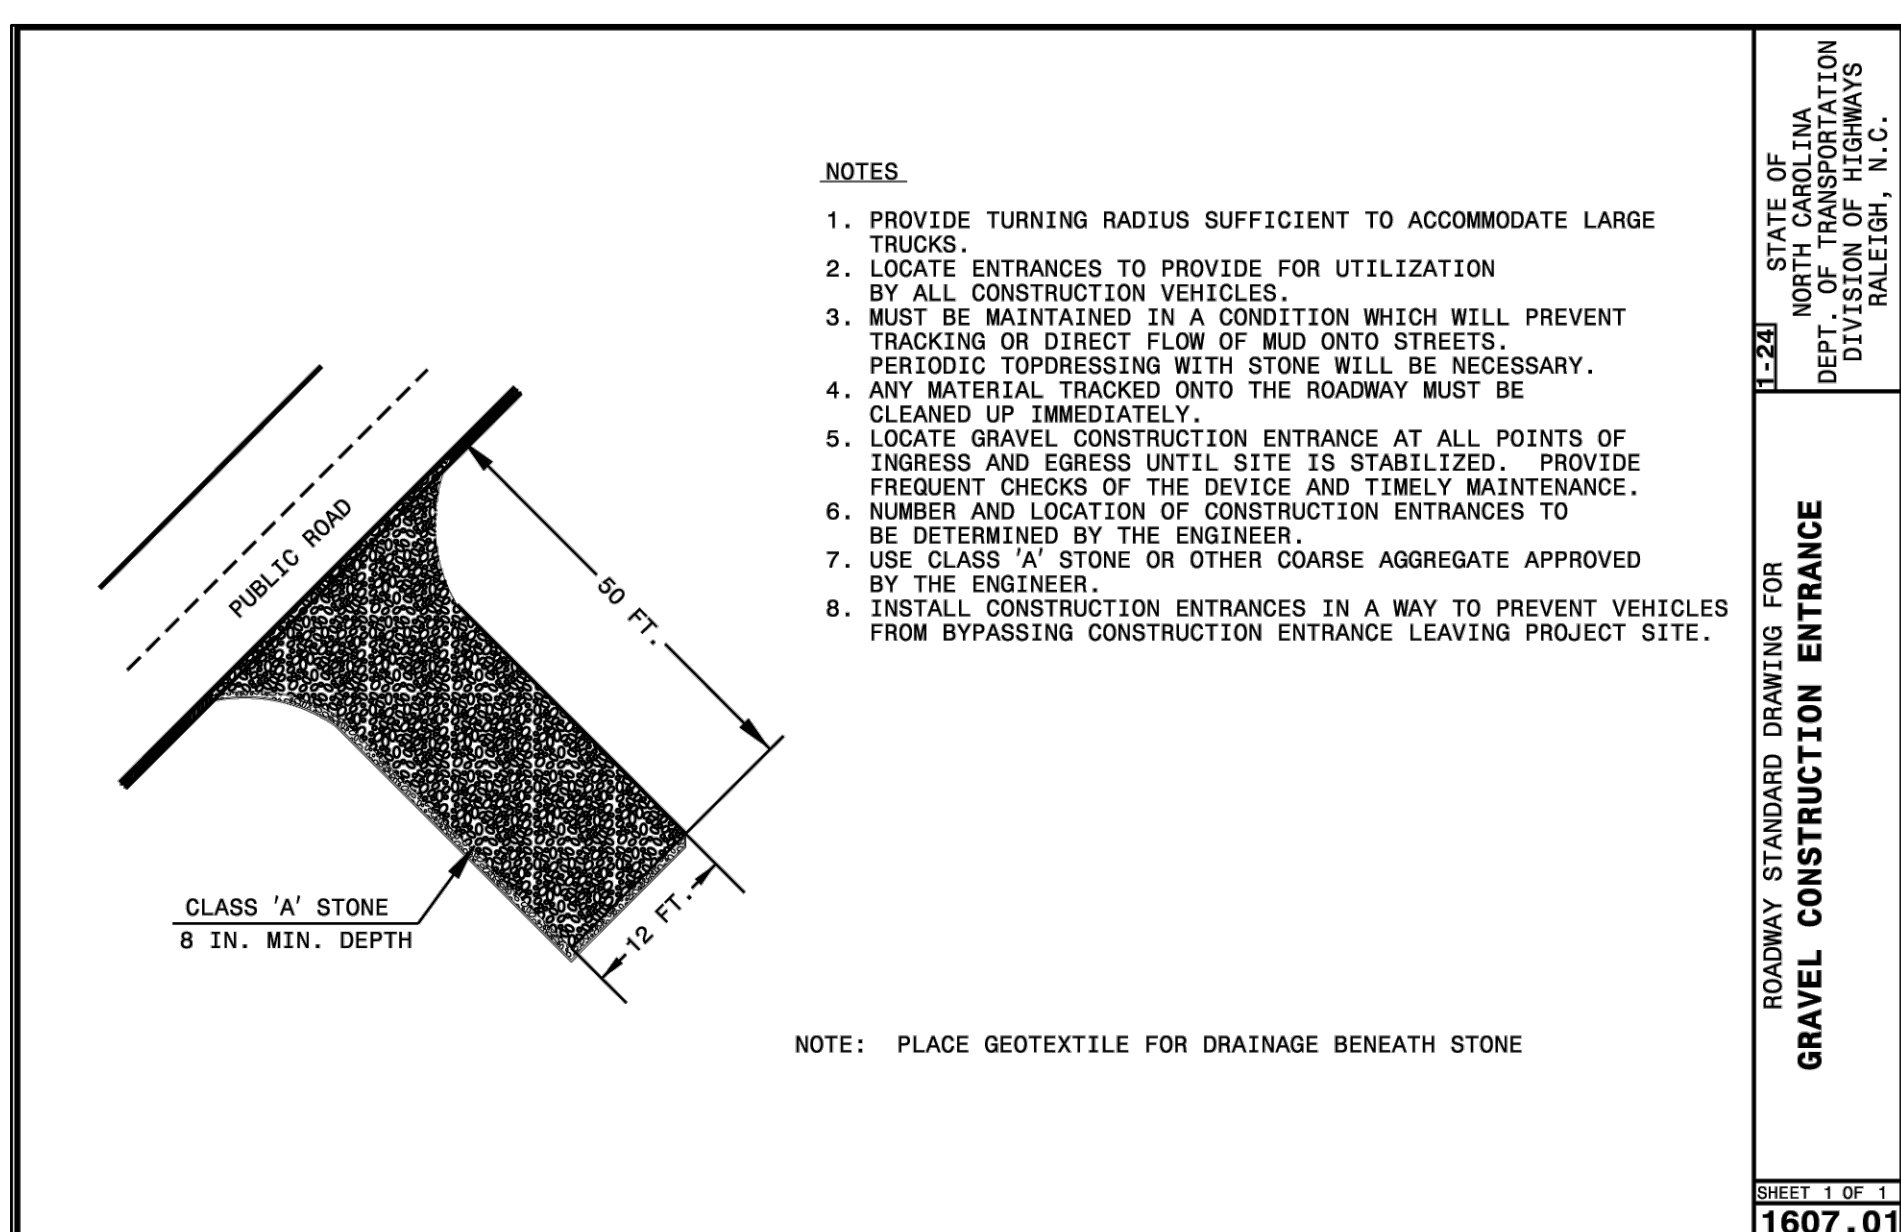 NOTES
1. PROVIDE TURNING RADIUS SUFFICIENT TO ACCOMMODATE LARGE
TRUCKS.
2. LOCATE ENTRANCES TO PROVIDE FOR UTILIZATION
BY ALL CONSTRUCTION VEHICLES.
3. MUST BE MAINTAINED IN A CONDITION WHICH WILL PREVENT
TRACKING OR DIRECT FLOW OF MUD ONTO STREETS.
PERIODIC TOPDRESSING WITH STONE WILL BE NECESSARY.
4. ANY MATERIAL TRACKED ONTO THE ROADWAY MUST BE
CLEANED UP IMMEDIATELY.
5. LOCATE GRAVEL CONSTRUCTION ENTRANCE AT ALL POINTS OF
INGRESS AND EGRESS UNTIL SITE IS STABILIZED. PROVIDE
FREQUENT CHECKS OF THE DEVICE AND TIMELY MAINTENANCE.
6. NUMBER AND LOCATION OF CONSTRUCTION ENTRANCES TO
BE DETERMINED BY THE ENGINEER.
7. USE CLASS 'A' STONE OR OTHER COARSE AGGREGATE APPROVED
BY THE ENGINEER.
8. INSTALL CONSTRUCTION ENTRANCES IN A WAY TO PREVENT VEHICLES
FROM BYPASSING CONSTRUCTION ENTRANCE LEAVING PROJECT SITE.
PUBLIC ROAD
50 FT.
12 FT.
CLASS 'A' STONE
8 IN. MIN. DEPTH
NOTE: PLACE GEOTEXTILE FOR DRAINAGE BENEATH STONE
1-24
STATE OF
NORTH CAROLINA
DEPT. OF TRANSPORTATION
DIVISION OF HIGHWAYS
RALEIGH, N.C.
ROADWAY STANDARD DRAWING FOR
GRAVEL CONSTRUCTION ENTRANCE
SHEET 1 OF 1
1607.01